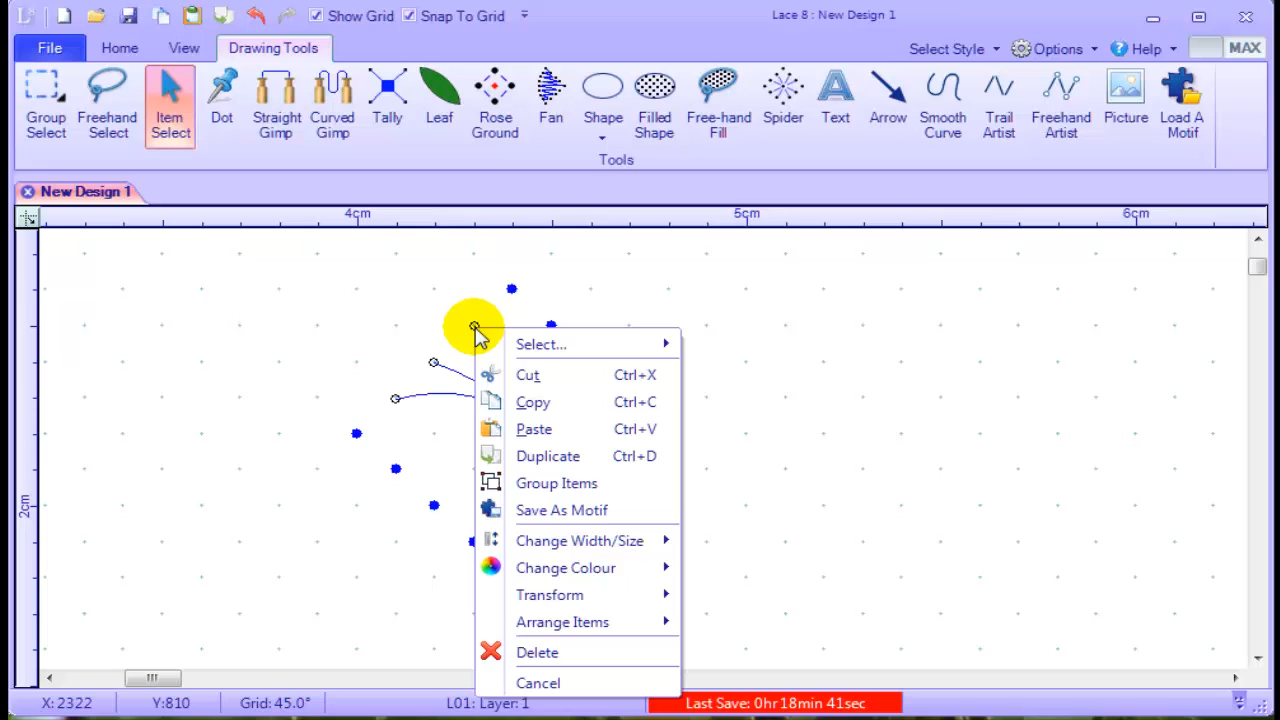 Show Grid Snap To Grid Lace 8 : New Design 1
File Home View Drawing Tools Select Style Options Help MAX
Group Select
Freehand Select
Item Select
Dot
Straight Gimp
Curved Gimp
Tally
Leaf
Rose Ground
Fan
Shape
Filled Shape
Free-hand Fill
Spider
Text
Arrow
Smooth Curve
Trail Artist
Freehand Artist
Picture
Load A Motif
Tools
New Design 1
4cm 5cm 6cm
2cm
Select...
Cut Ctrl+X
Copy Ctrl+C
Paste Ctrl+V
Duplicate Ctrl+D
Group Items
Save As Motif
Change Width/Size
Change Colour
Transform
Arrange Items
Delete
Cancel
X: 2322 Y:810 Grid: 45.0° L01: Layer: 1 Last Save: 0hr 18min 41sec